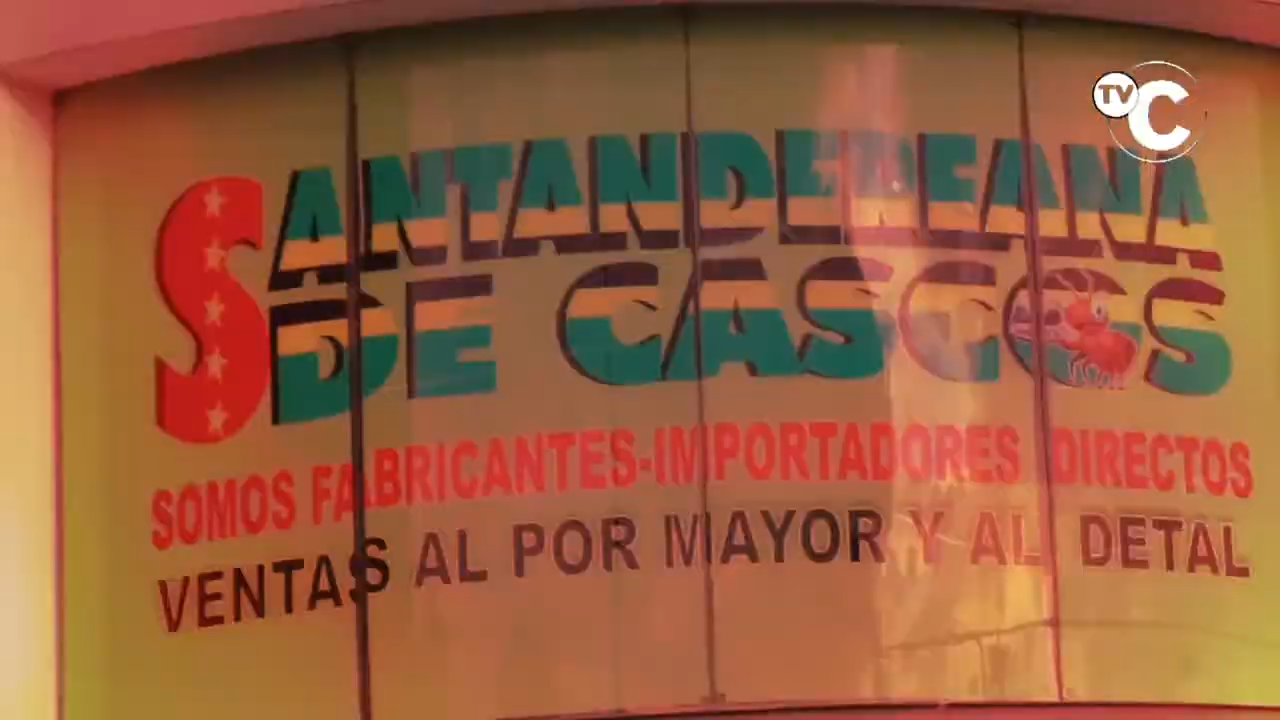 TV C
SANTANDEREANA
DE CASCOS
SOMOS FABRICANTES-IMPORTADORES DIRECTOS
VENTAS AL POR MAYOR Y AL DETAL